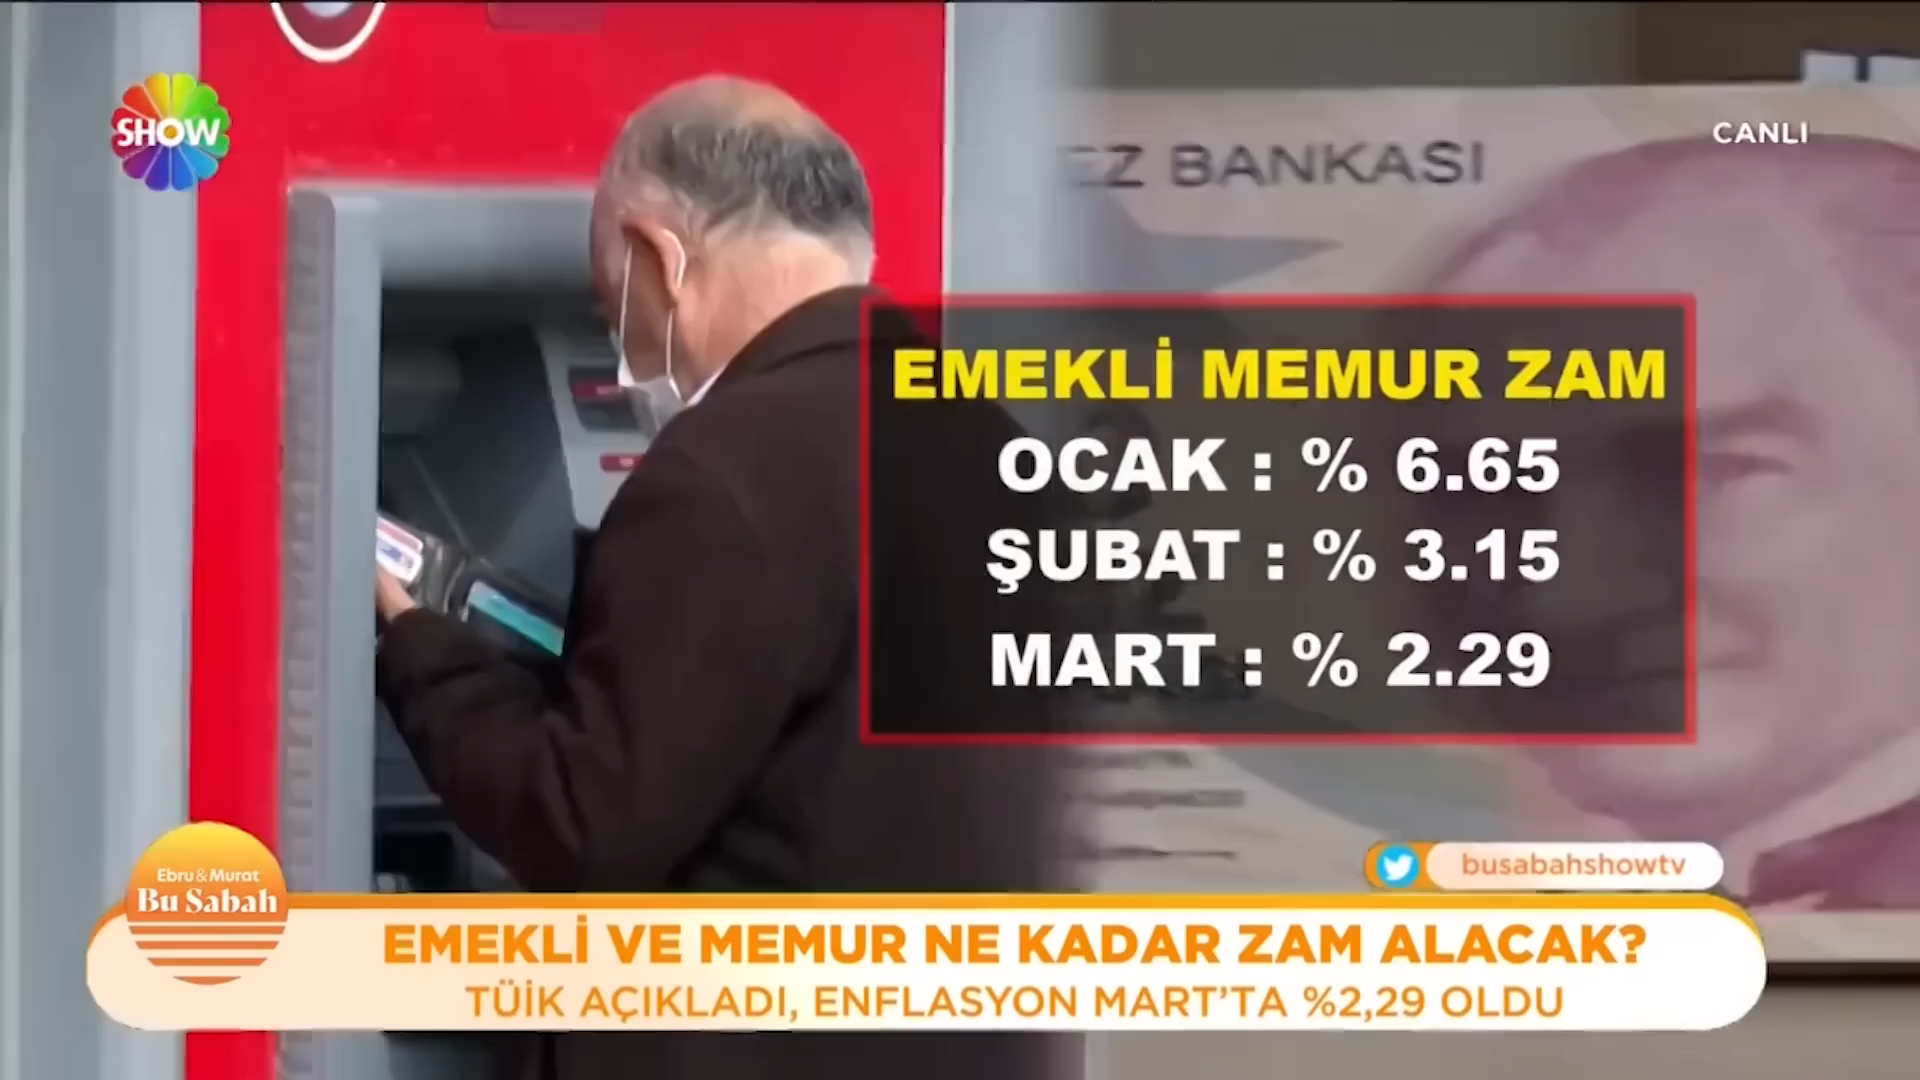 SHOW
CANLI
EZ BANKASI
EMEKLİ MEMUR ZAM
OCAK : % 6.65
ŞUBAT : % 3.15
MART : % 2.29
busabahshowtv
Ebru & Murat
Bu Sabah
EMEKLİ VE MEMUR NE KADAR ZAM ALACAK?
TÜİK AÇIKLADI, ENFLASYON MART'TA %2,29 OLDU